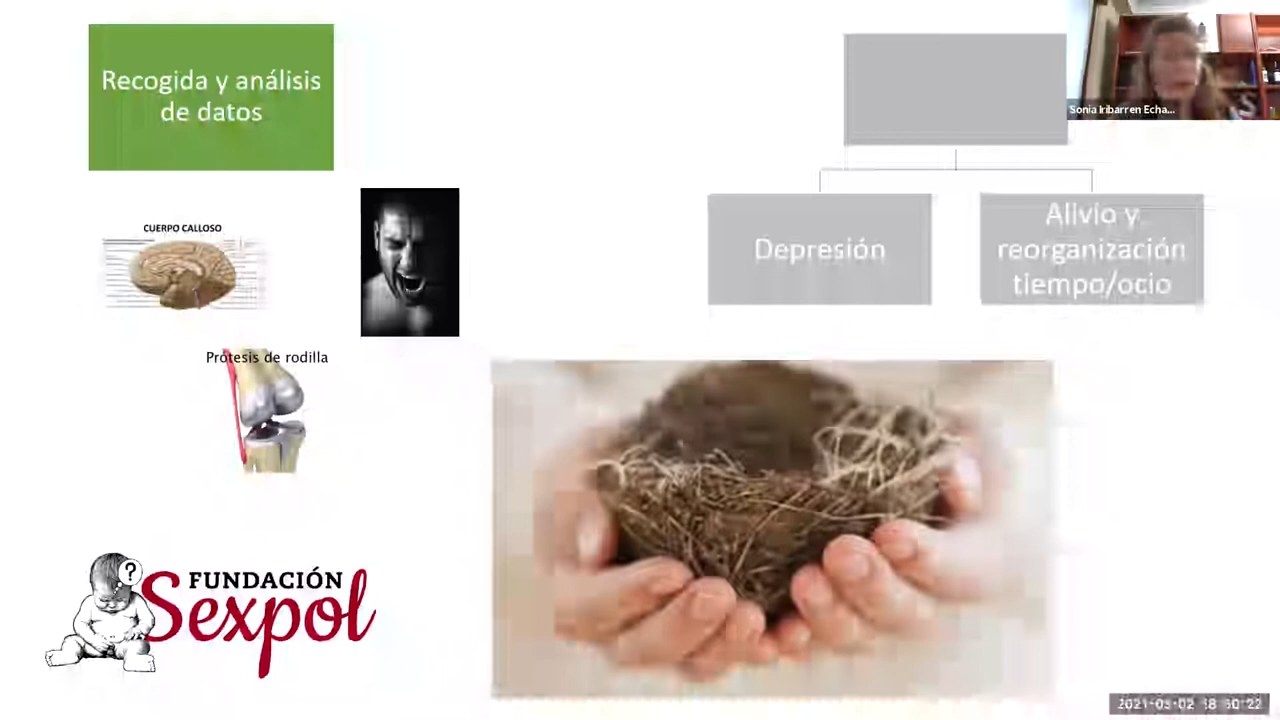 Recogida y análisis
de datos
Sonia Iribarren Echa...
CUERPO CALLOSO
Depresión
Alivio y
reorganización
tiempo/ocio
Prótesis de rodilla
?
FUNDACIÓN
Sexpol